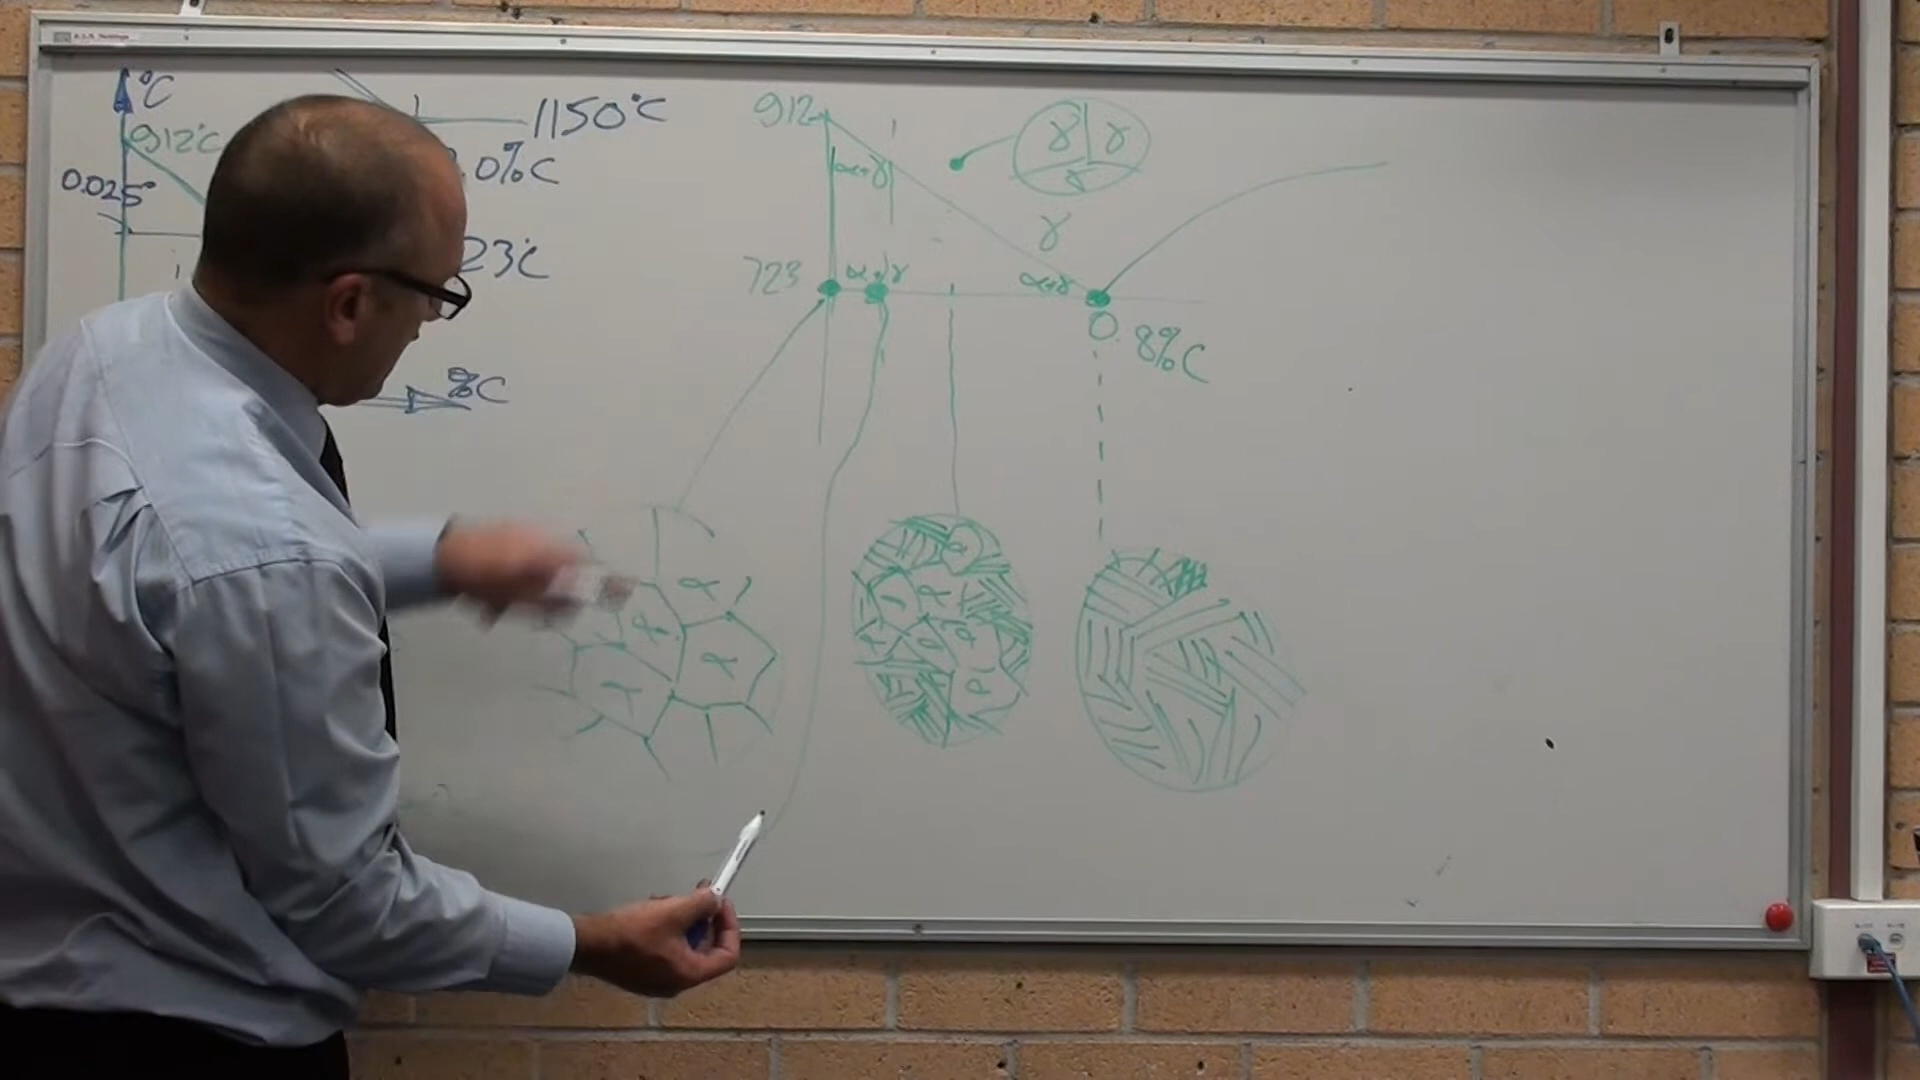 °C
912°C
0.025°
1150°C
.0%C
23°C
%C
912
α+γ
γ γ
γ
γ
723
α+γ
α+γ
0.8%C
α
α
α
α
α
α
α